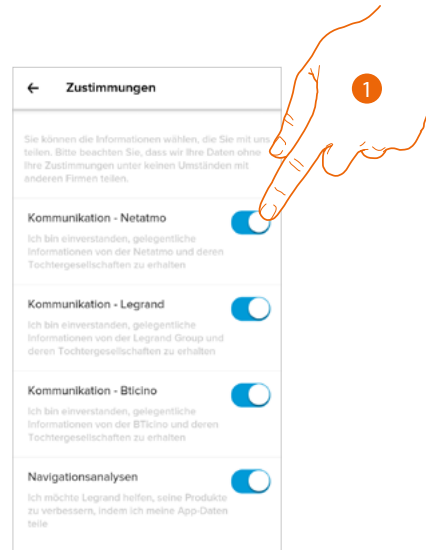 ← Zustimmungen
1
Sie können die Informationen wählen, die Sie mit uns
teilen. Bitte beachten Sie, dass wir Ihre Daten ohne
Ihre Zustimmungen unter keinen Umständen mit
anderen Firmen teilen.
Kommunikation - Netatmo
Ich bin einverstanden, gelegentliche
Informationen von der Netatmo und deren
Tochtergesellschaften zu erhalten
Kommunikation - Legrand
Ich bin einverstanden, gelegentliche
Informationen von der Legrand Group und
deren Tochtergesellschaften zu erhalten
Kommunikation - Bticino
Ich bin einverstanden, gelegentliche
Informationen von der BTicino und deren
Tochtergesellschaften zu erhalten
Navigationsanalysen
Ich möchte Legrand helfen, seine Produkte
zu verbessern, indem ich meine App-Daten
teile